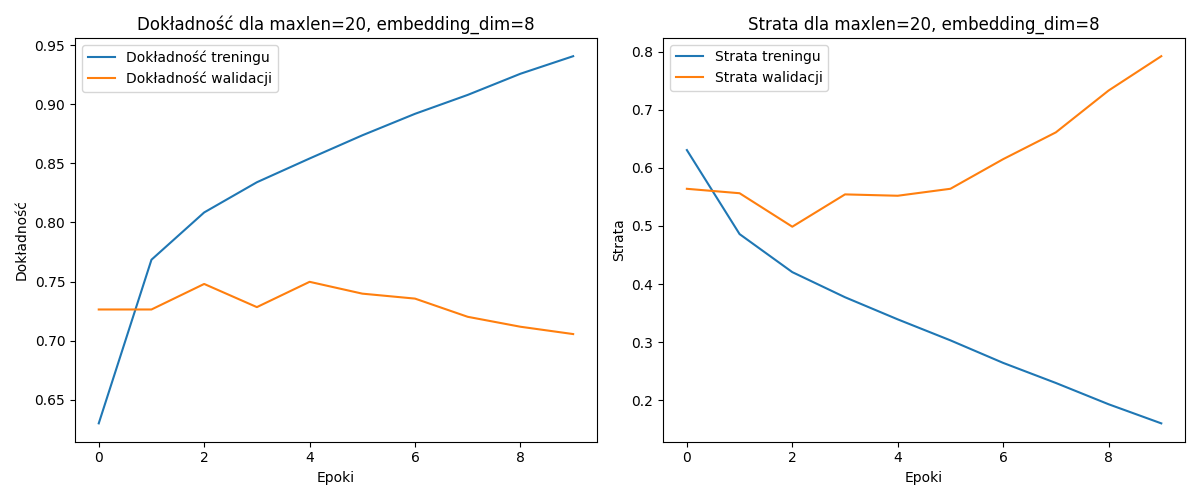 Dokładność dla maxlen=20, embedding_dim=8
0.95
0.90
0.85
0.80
0.75
0.70
0.65
Dokładność
Dokładność treningu
Dokładność walidacji
0 2 4 6 8
Epoki
Strata dla maxlen=20, embedding_dim=8
0.8
0.7
0.6
0.5
0.4
0.3
0.2
Strata
Strata treningu
Strata walidacji
0 2 4 6 8
Epoki